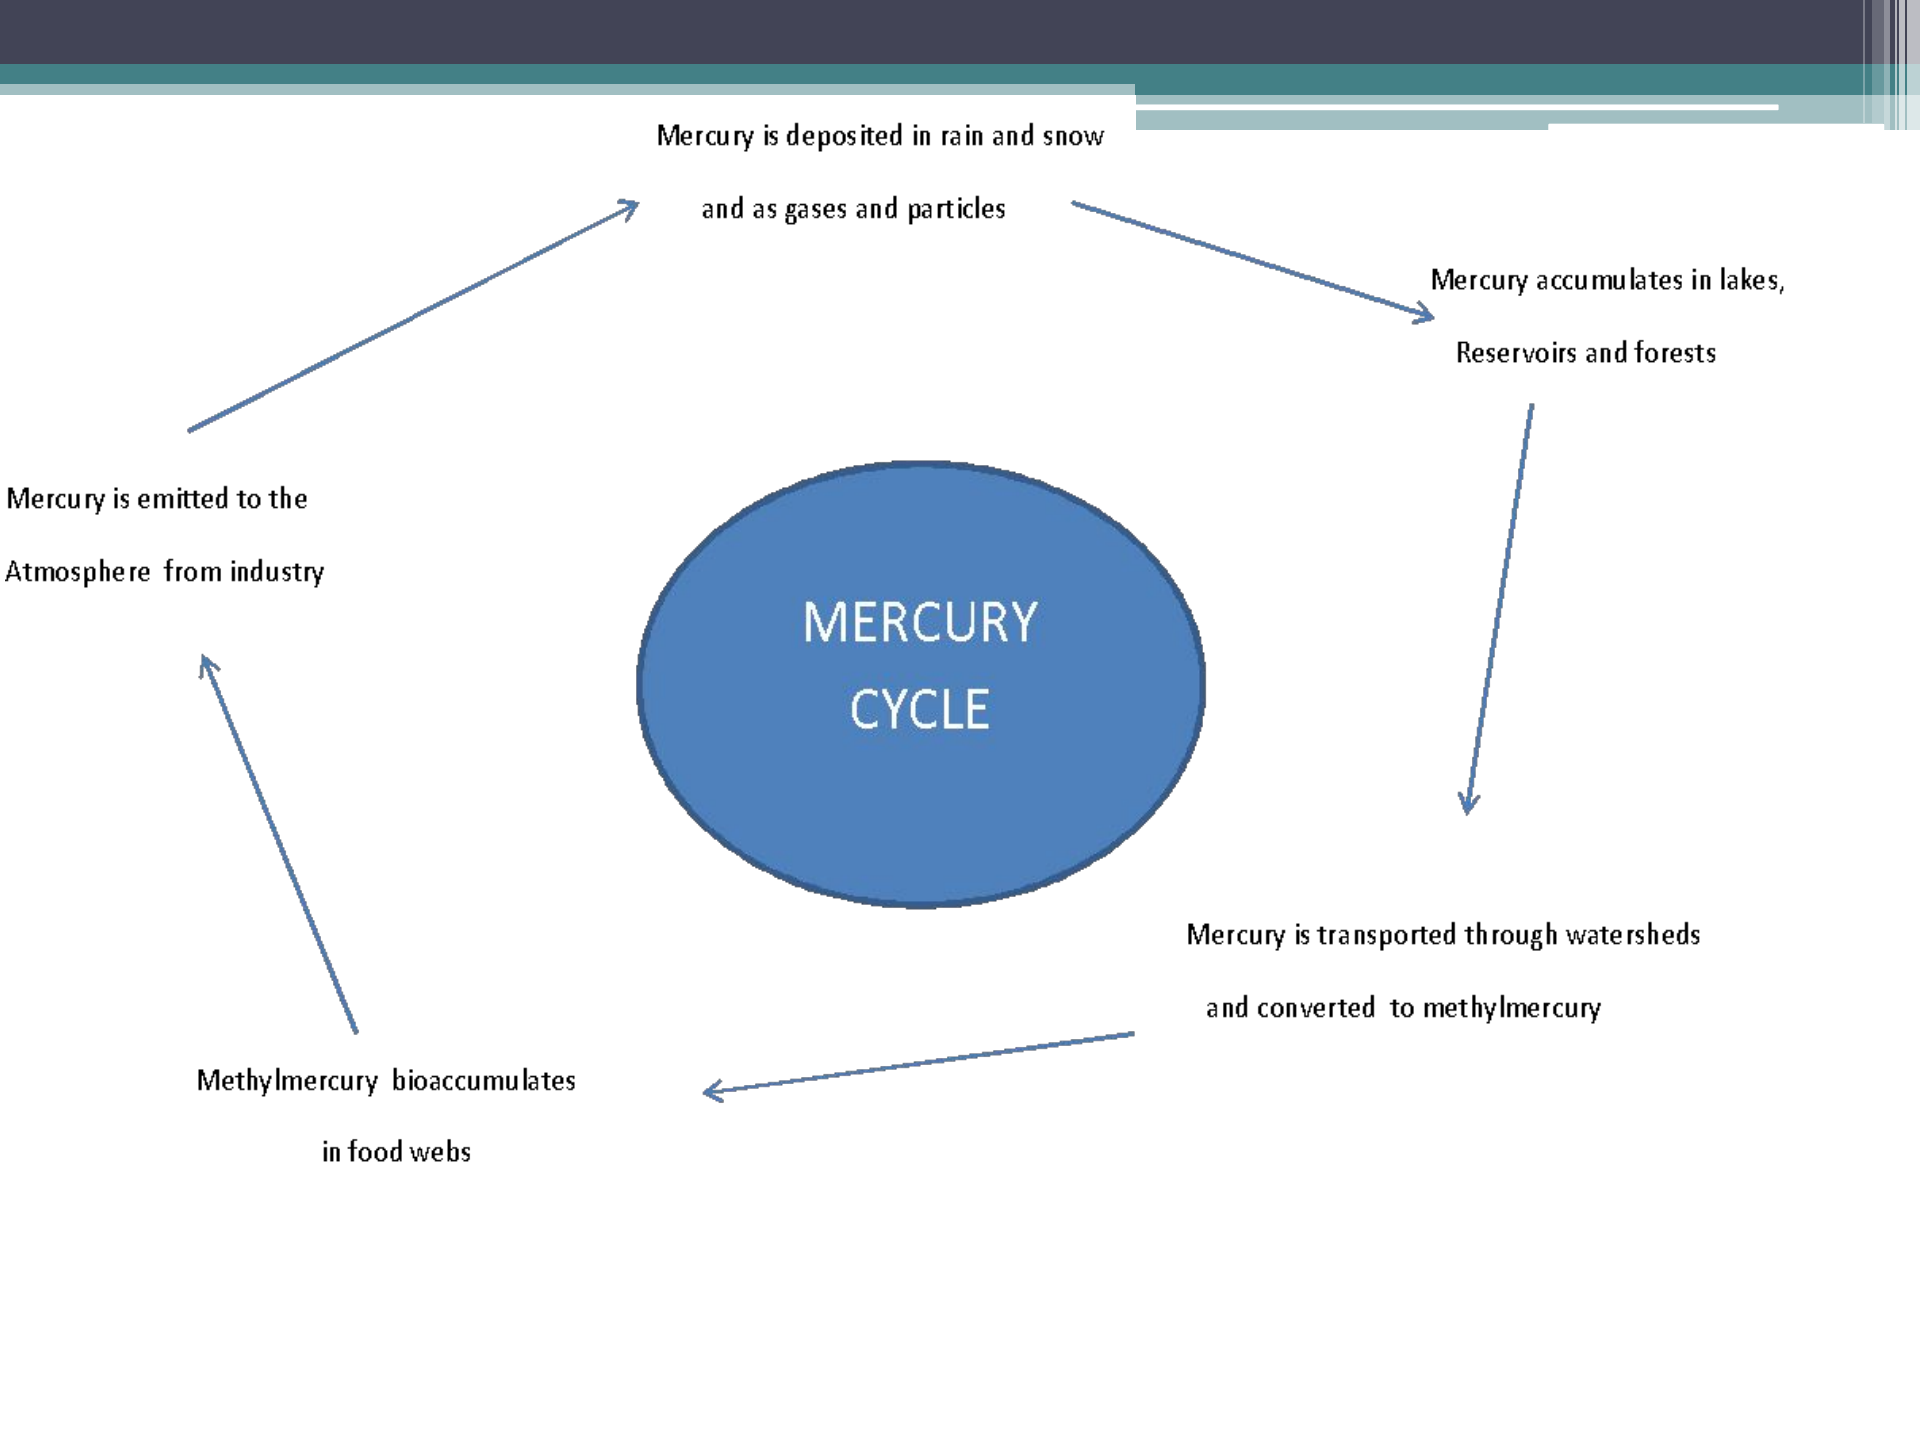 Mercury is deposited in rain and snow
and as gases and particles
Mercury accumulates in lakes,
Reservoirs and forests
Mercury is emitted to the
Atmosphere from industry
MERCURY
CYCLE
Mercury is transported through watersheds
and converted to methylmercury
Methylmercury bioaccumulates
in food webs